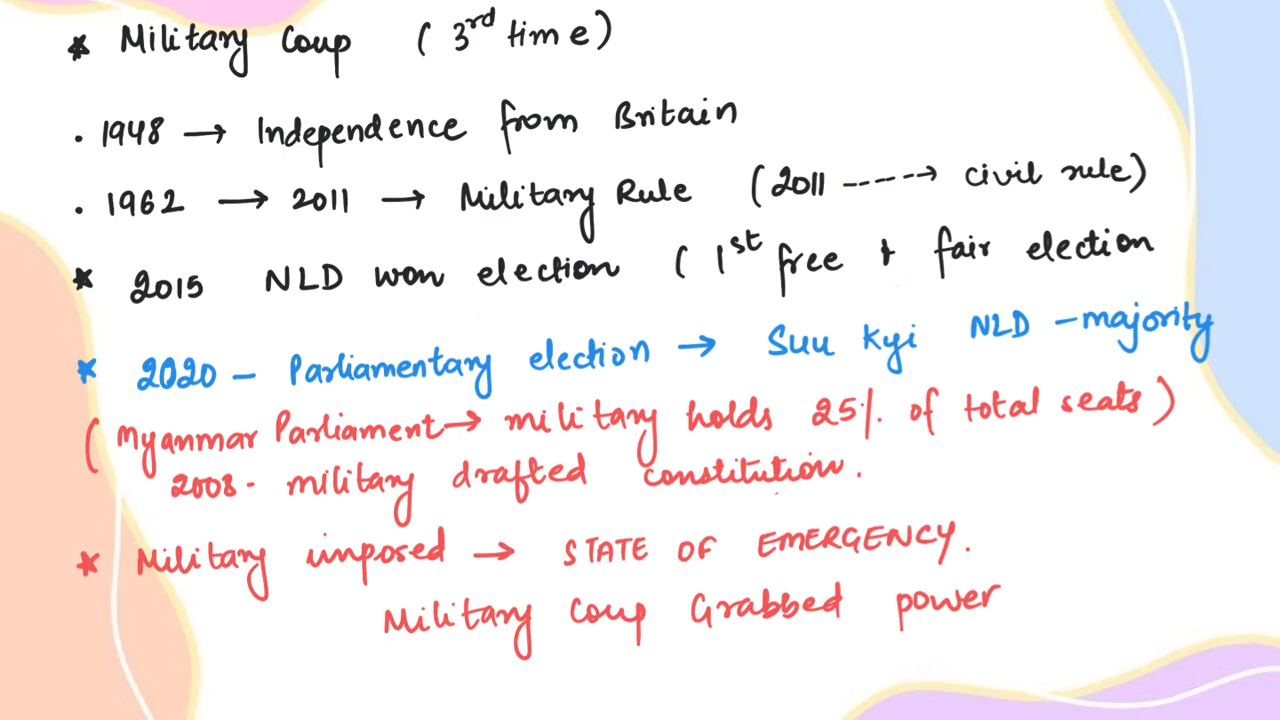 * Military Coup (3rd time)
. 1948 → Independence from Britain
. 1962 → 2011 → Military Rule (2011 -----→ civil rule)
* 2015 NLD won election (1st free & fair election
* 2020 - Parliamentary election → Suu Kyi NLD - majority
(Myanmar Parliament → military holds 25%. of total seats)
2008 - military drafted constitution.
* Military imposed → STATE OF EMERGENCY.
Military Coup Grabbed power